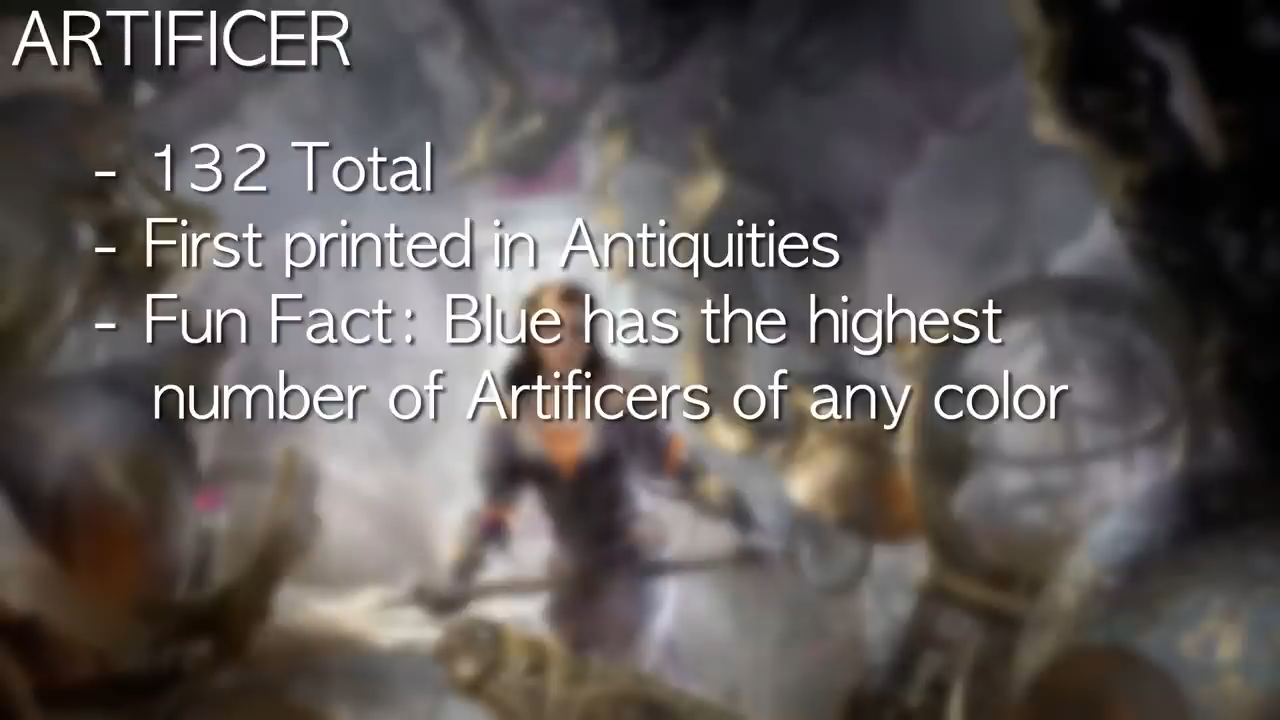 ARTIFICER
- 132 Total
- First printed in Antiquities
- Fun Fact: Blue has the highest
number of Artificers of any color